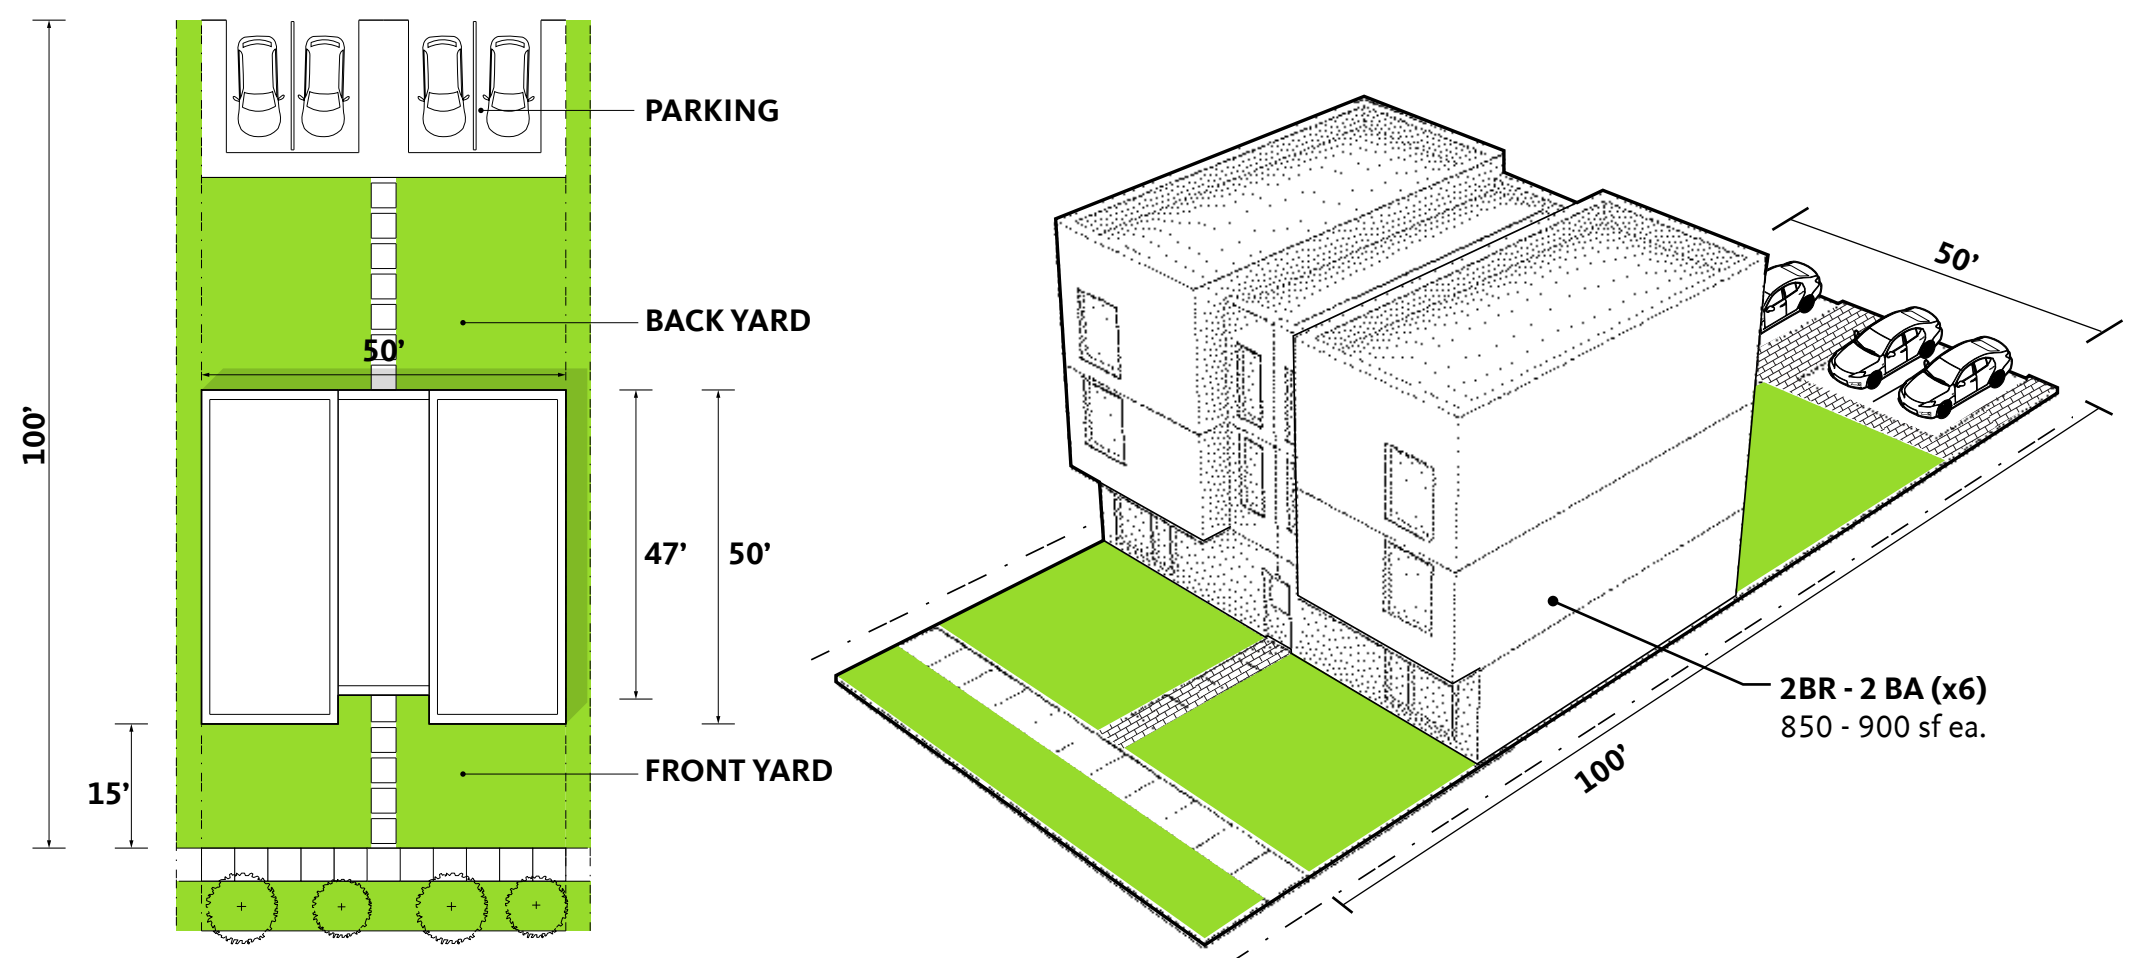 PARKING
BACK YARD
50’
100’
47’
50’
FRONT YARD
15’
50’
2BR - 2 BA (x6)
850 - 900 sf ea.
100’